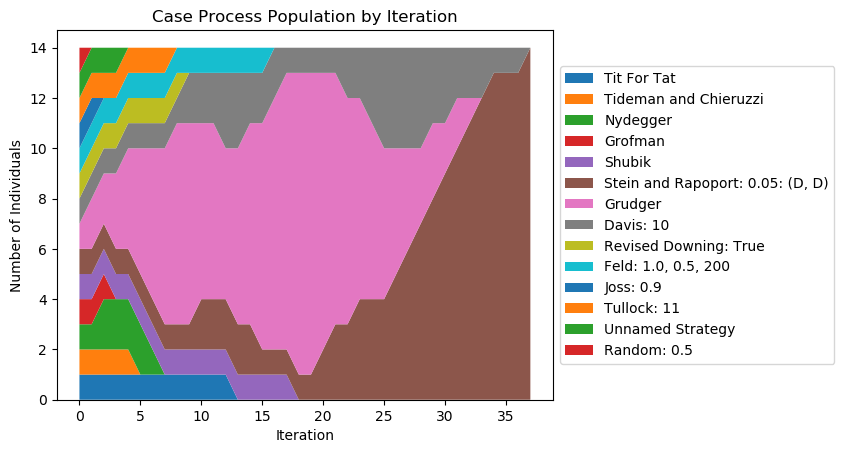 Case Process Population by Iteration
Number of Individuals
14
12
10
8
6
4
2
0
0 5 10 15 20 25 30 35
Iteration
Tit For Tat
Tideman and Chieruzzi
Nydegger
Grofman
Shubik
Stein and Rapoport: 0.05: (D, D)
Grudger
Davis: 10
Revised Downing: True
Feld: 1.0, 0.5, 200
Joss: 0.9
Tullock: 11
Unnamed Strategy
Random: 0.5